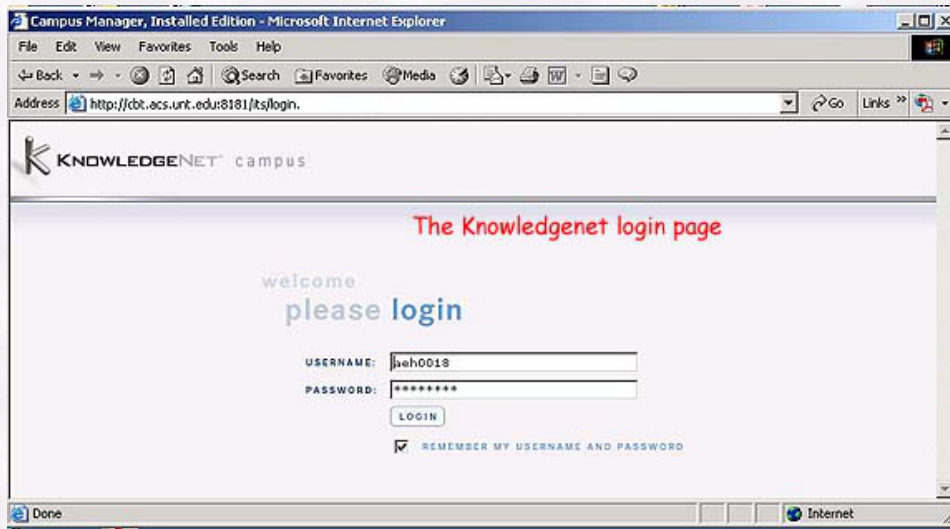 Campus Manager, Installed Edition - Microsoft Internet Explorer
File Edit View Favorites Tools Help
Back Search Favorites Media
Address http://cbt.acs.unt.edu:8181/its/login. Go Links »
KNOWLEDGENET campus
The Knowledgenet login page
welcome
please login
USERNAME: aeh0018
PASSWORD: ********
LOGIN
REMEMBER MY USERNAME AND PASSWORD
Done Internet